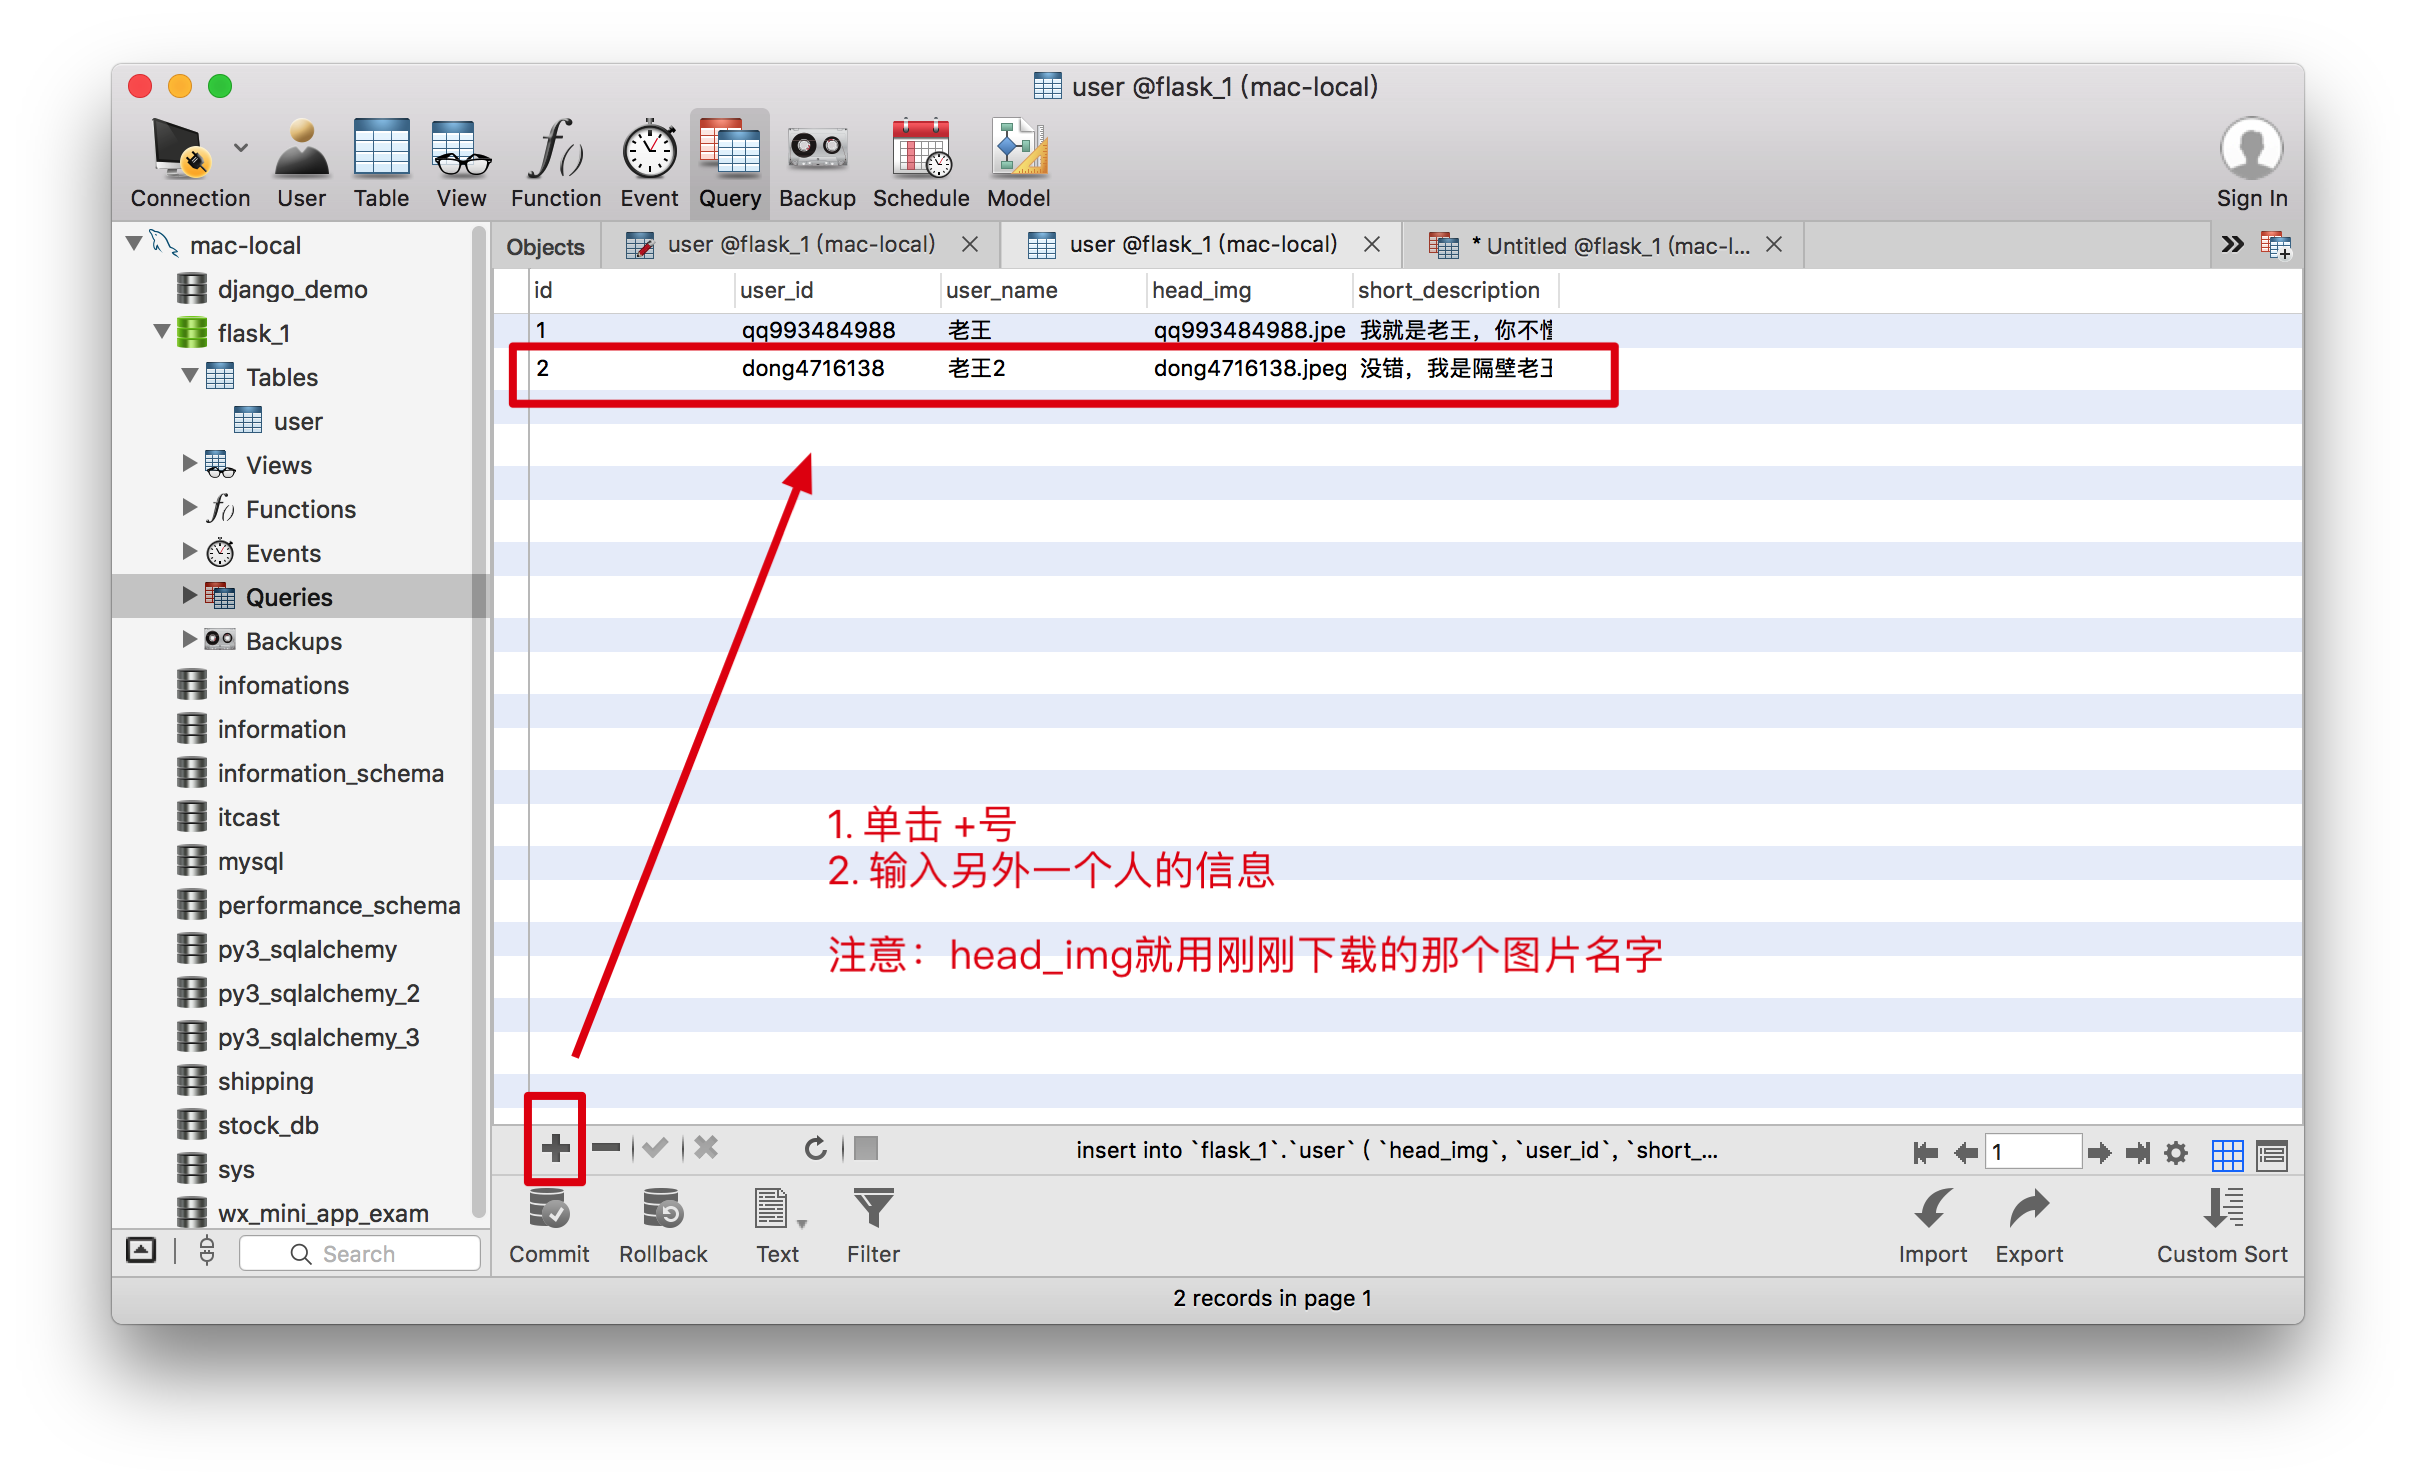 user @flask_1 (mac-local)
Connection User Table View Function Event Query Backup Schedule Model Sign In
mac-local
django_demo
flask_1
Tables
user
Views
Functions
Events
Queries
Backups
infomations
information
information_schema
itcast
mysql
performance_schema
py3_sqlalchemy
py3_sqlalchemy_2
py3_sqlalchemy_3
shipping
stock_db
sys
wx_mini_app_exam
Search
Objects user @flask_1 (mac-local) user @flask_1 (mac-local) * Untitled @flask_1 (mac-l...
id user_id user_name head_img short_description
1 qq993484988 老王 qq993484988.jpe 我就是老王，你不懂
2 dong4716138 老王2 dong4716138.jpeg 没错，我是隔壁老王
1. 单击 +号
2. 输入另外一个人的信息
注意：head_img就用刚刚下载的那个图片名字
insert into `flask_1`.`user` ( `head_img`, `user_id`, `short_... 1
Commit Rollback Text Filter Import Export Custom Sort
2 records in page 1